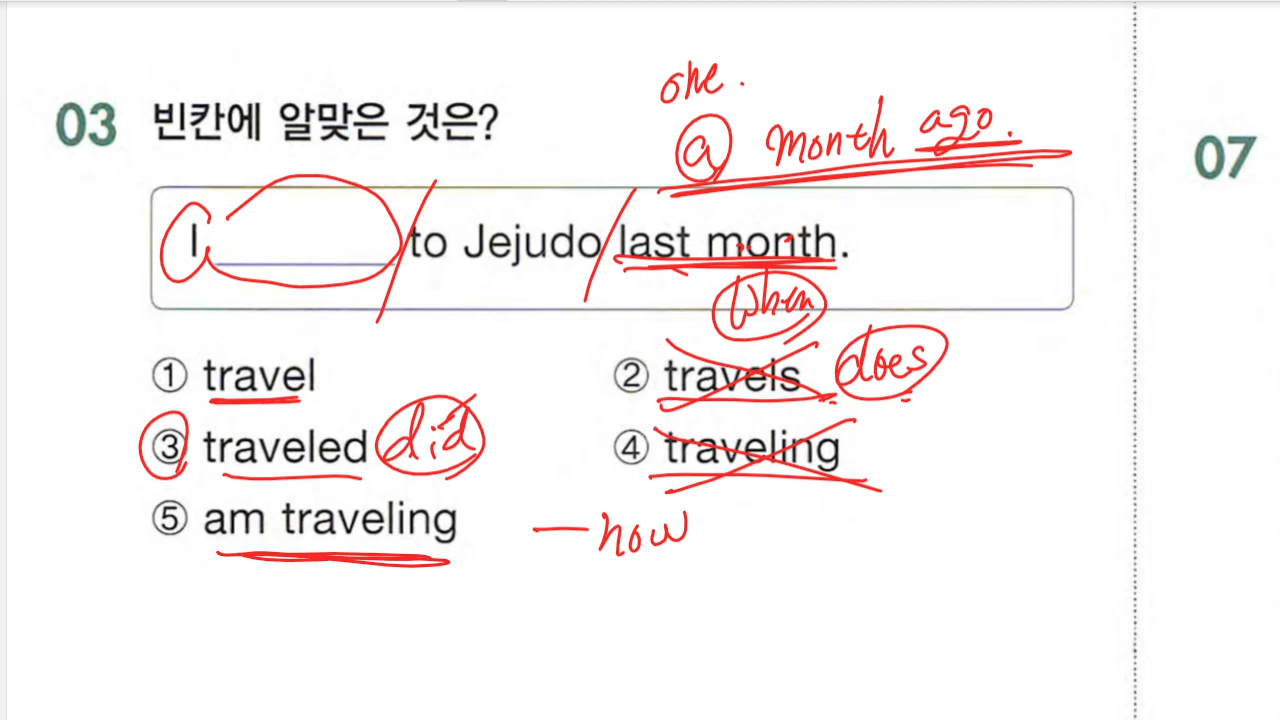 one.
03 빈칸에 알맞은 것은?
a month ago.
07
I to Jejudo last month.
When
① travel
② travels does
③ traveled did
④ traveling
⑤ am traveling
— now